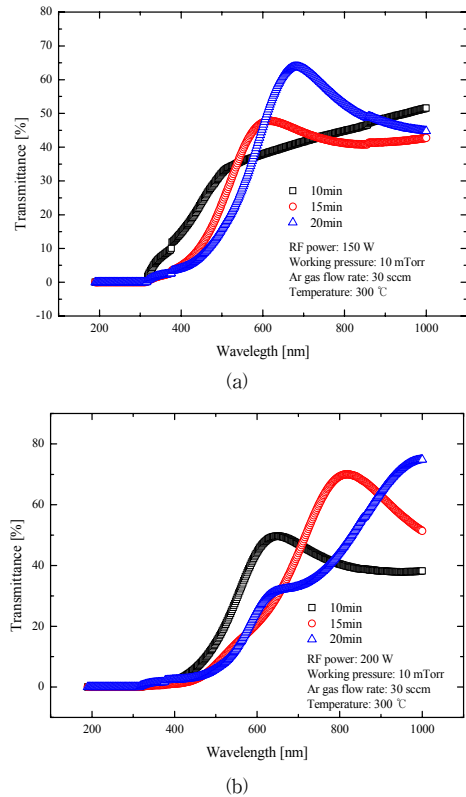 80
70
60
50
40
30
20
10
0
-10
Transmittance [%]
10min
15min
20min
RF power: 150 W
Working pressure: 10 mTorr
Ar gas flow rate: 30 sccm
Temperature: 300 ℃
200 400 600 800 1000
Wavelegth [nm]
(a)
80
60
40
20
0
Transmittance [%]
10min
15min
20min
RF power: 200 W
Working pressure: 10 mTorr
Ar gas flow rate: 30 sccm
Temperature: 300 ℃
200 400 600 800 1000
Wavelength [nm]
(b)